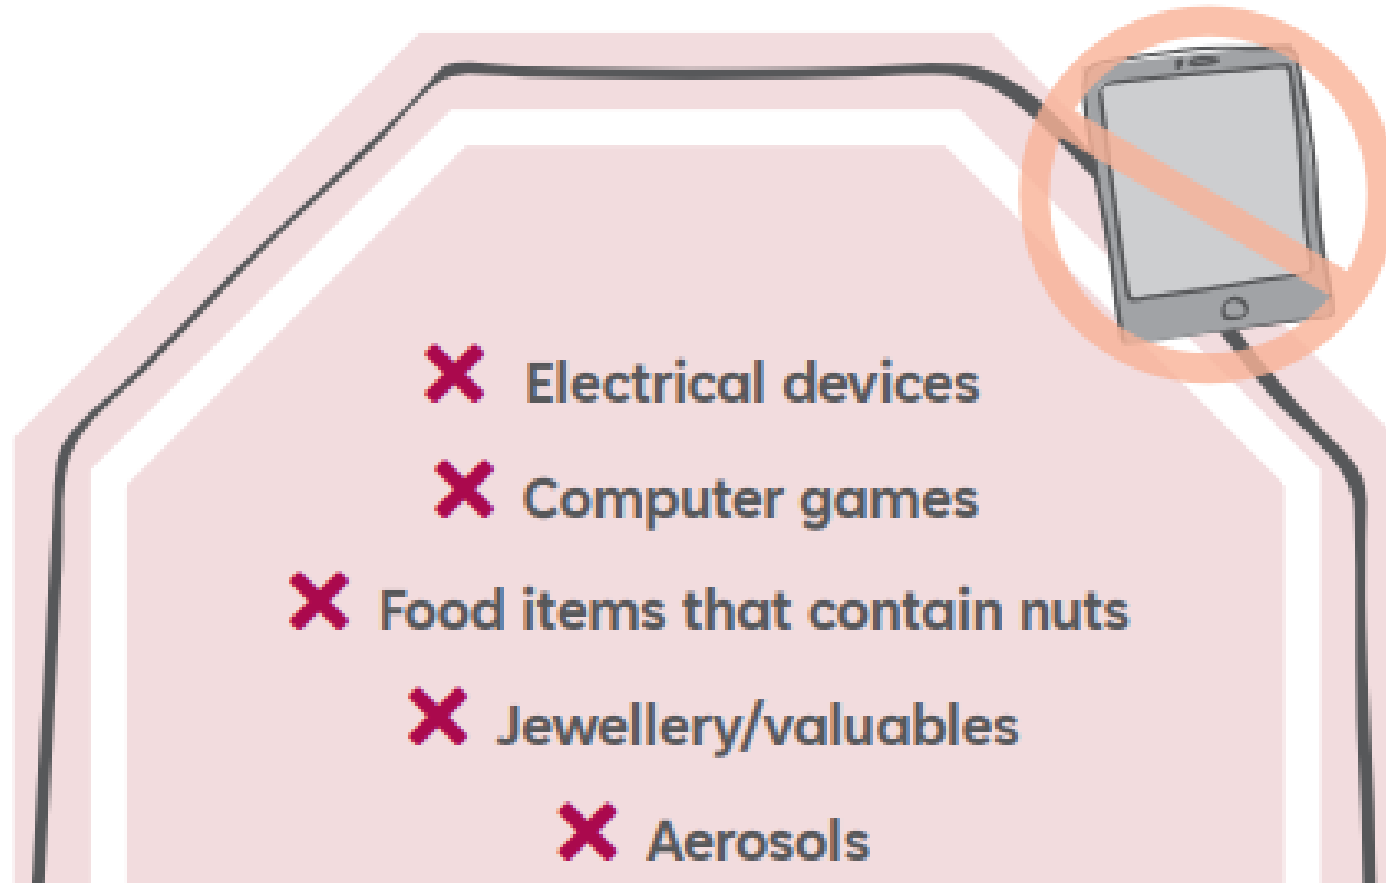 Electrical devices
Computer games
Food items that contain nuts
Jewellery/valuables
Aerosols